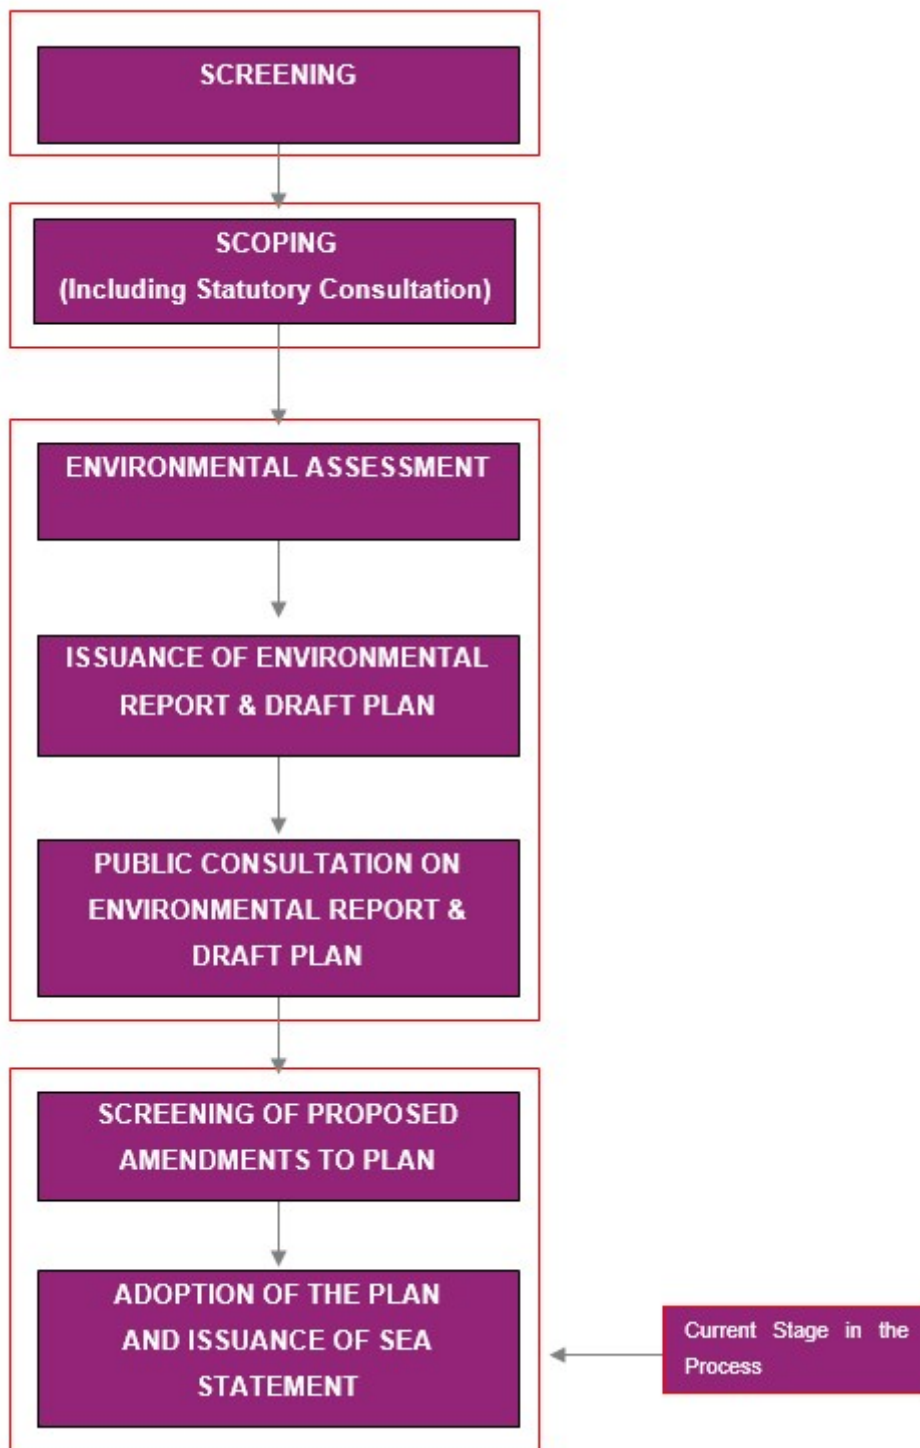 SCREENING
SCOPING
(Including Statutory Consultation)
ENVIRONMENTAL ASSESSMENT
ISSUANCE OF ENVIRONMENTAL
REPORT & DRAFT PLAN
PUBLIC CONSULTATION ON
ENVIRONMENTAL REPORT &
DRAFT PLAN
SCREENING OF PROPOSED
AMENDMENTS TO PLAN
ADOPTION OF THE PLAN
AND ISSUANCE OF SEA
STATEMENT
Current Stage in the
Process